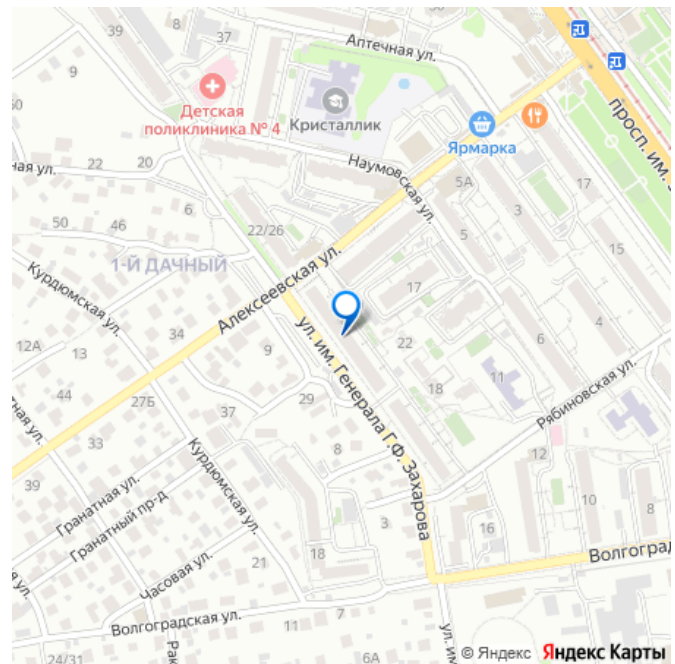 39
37
8
9
Аптечная ул.
Детская
поликлиника № 4
Кристаллик
Ярмарка
просп. им.
22
20
Наумовская ул.
5А
17
3
6
50
46
22/26
5
15
1-Й ДАЧНЫЙ
Курдюмская ул.
Алексеевская ул.
17
34
12А
13
9
ул. им. Генерала Г.Ф. Захарова
22
6
4
44
27Б
29
18
11
Рябиновская ул.
37
33
8
39
12
Гранатная ул.
Курдюмская ул.
10
8
Гранатный пр-д
3
16
18
Часовая ул.
21
Волгоград
Волгоградская ул.
7
11
ул. им
24/31
Рак
6А
© Яндекс Яндекс Карты